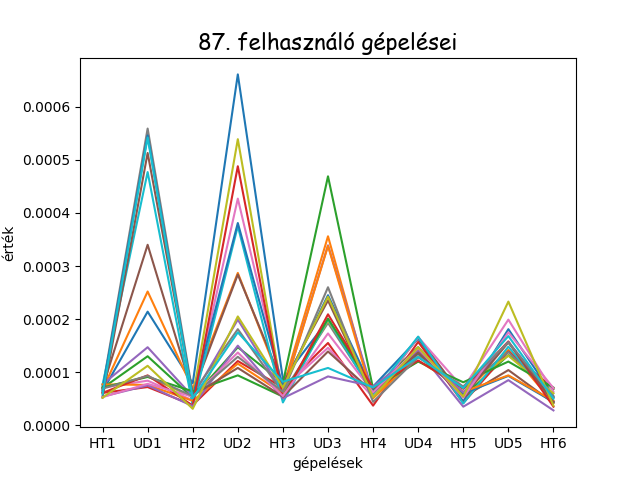 87. felhasználó gépelései
0.0006
0.0005
0.0004
0.0003
0.0002
0.0001
0.0000
érték
HT1 UD1 HT2 UD2 HT3 UD3 HT4 UD4 HT5 UD5 HT6
gépelések